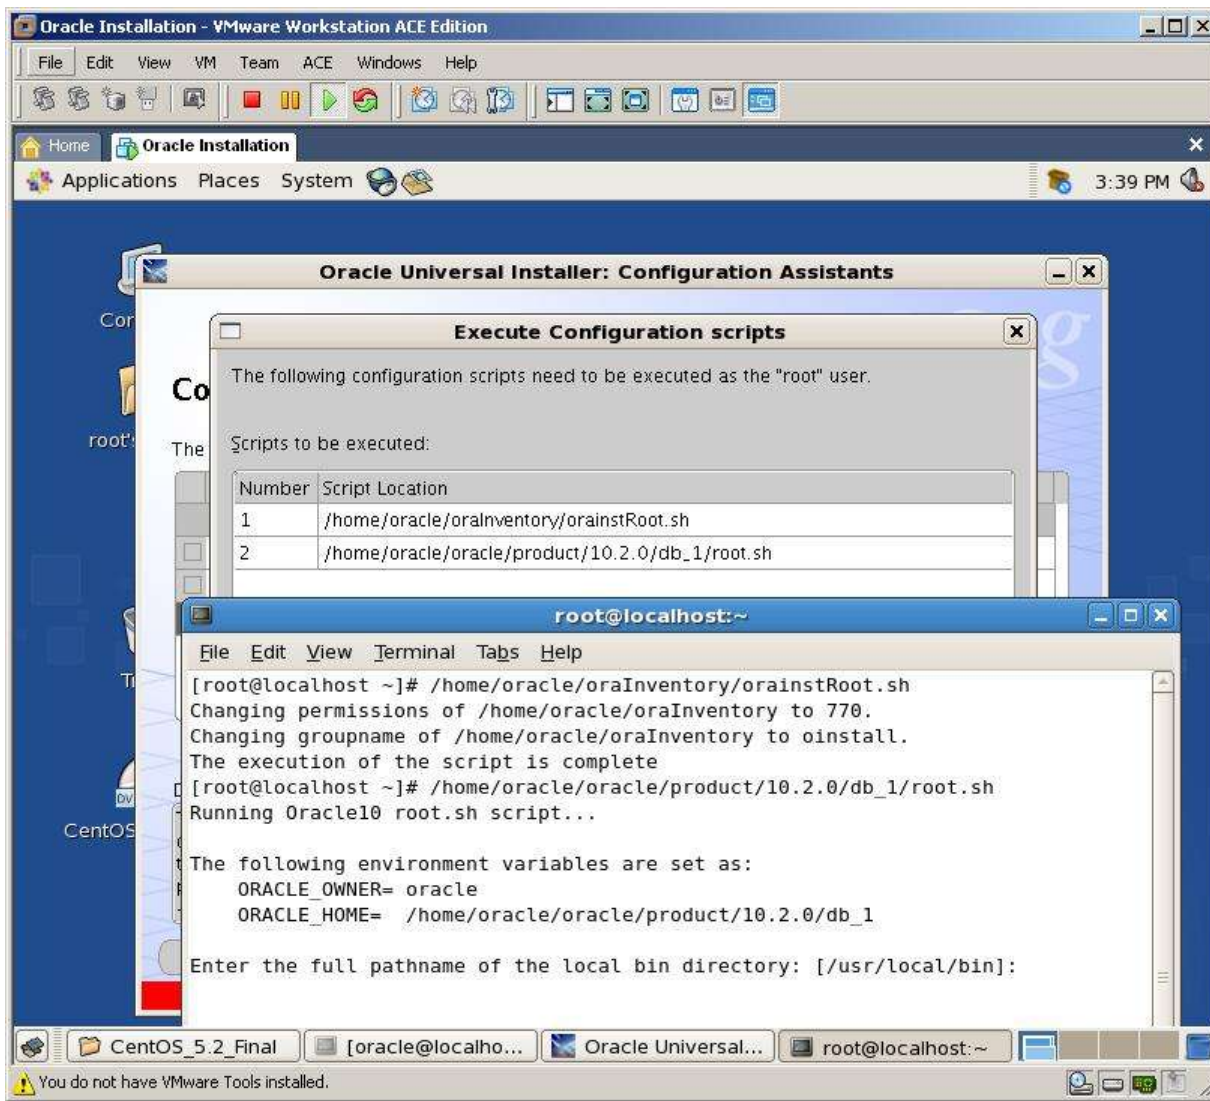 Oracle Installation - VMware Workstation ACE Edition
File Edit View VM Team ACE Windows Help
Home Oracle Installation
Applications Places System 3:39 PM
Oracle Universal Installer: Configuration Assistants
Execute Configuration scripts
The following configuration scripts need to be executed as the "root" user.
Scripts to be executed:
Number Script Location
1 /home/oracle/oraInventory/orainstRoot.sh
2 /home/oracle/oracle/product/10.2.0/db_1/root.sh
Cor
root's
Co
The
Tr
CentOS
root@localhost:~
File Edit View Terminal Tabs Help
[root@localhost ~]# /home/oracle/oraInventory/orainstRoot.sh
Changing permissions of /home/oracle/oraInventory to 770.
Changing groupname of /home/oracle/oraInventory to oinstall.
The execution of the script is complete
[root@localhost ~]# /home/oracle/oracle/product/10.2.0/db_1/root.sh
Running Oracle10 root.sh script...
The following environment variables are set as:
ORACLE_OWNER= oracle
ORACLE_HOME= /home/oracle/oracle/product/10.2.0/db_1
Enter the full pathname of the local bin directory: [/usr/local/bin]:
CentOS_5.2_Final [oracle@localho... Oracle Universal... root@localhost:~
You do not have VMware Tools installed.